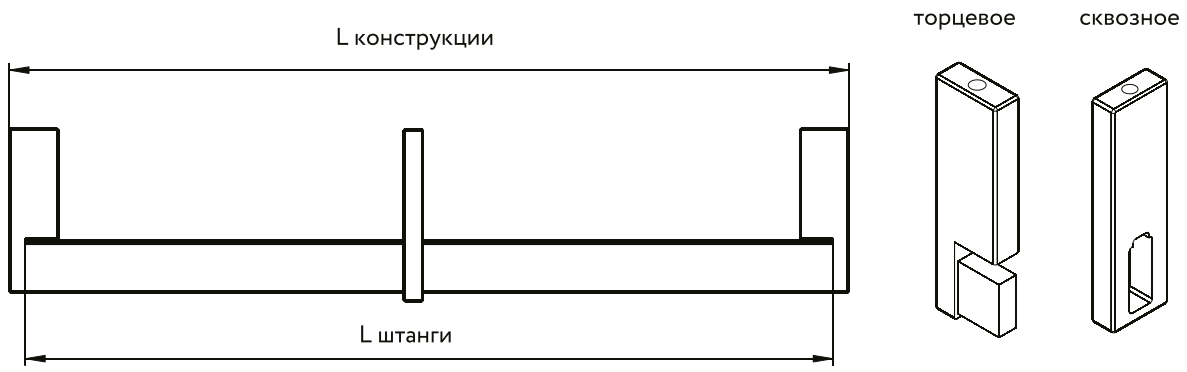 торцевое
сквозное
L конструкции
L штанги